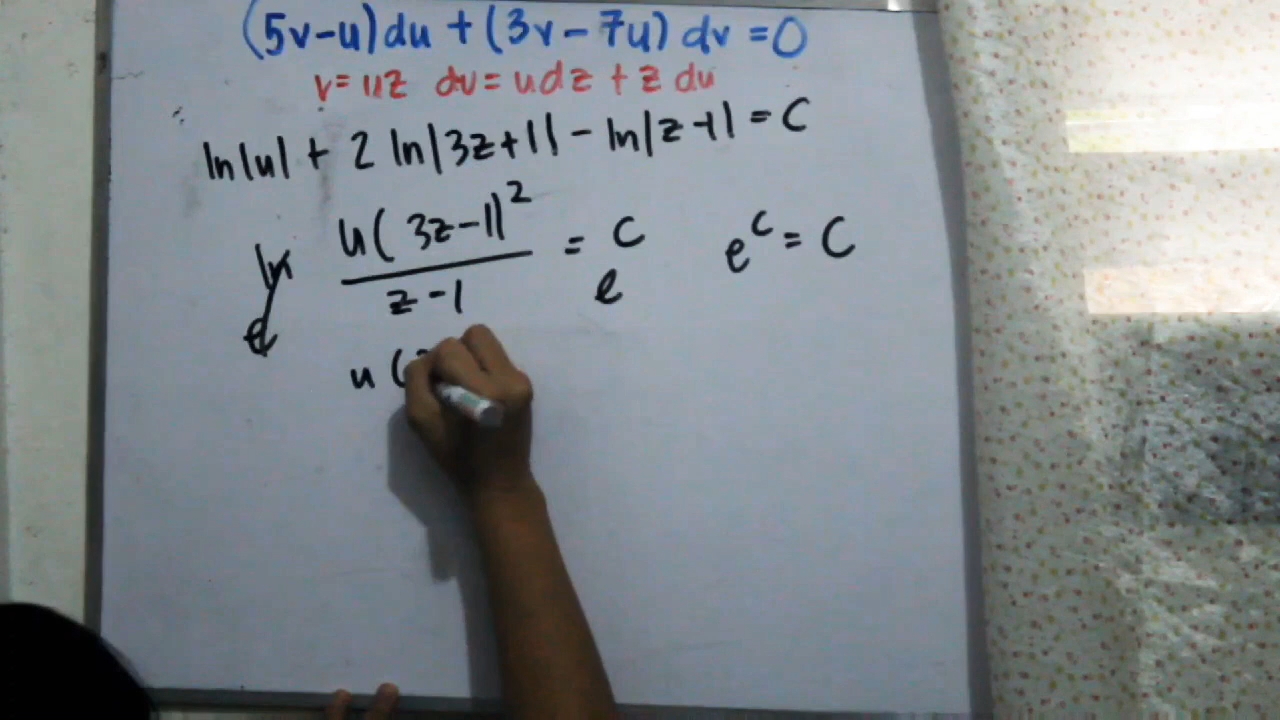 (5v-u)du + (3v-7u) dv = 0
v = uz dv = udz + z du
ln|u| + 2 ln|3z+1| - ln|z-1| = C
ln u(3z-1)^2 / z-1 = C e^C = C
e e
u (